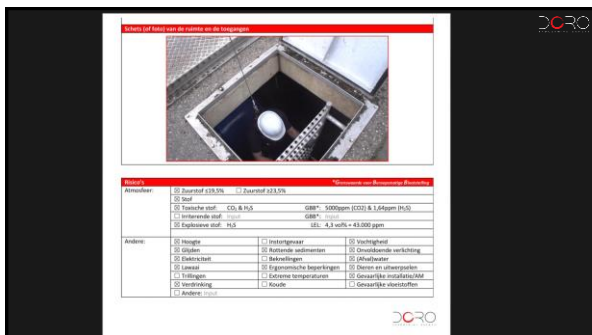 DORO
Schets (of foto) van de ruimte en de toegangen
Risico's *Grenswaarde voor Beroepsmatige Blootstelling
Atmosfeer: ☒ Zuurstof ≤19,5% ☐ Zuurstof ≥23,5%
☒ Stof
☒ Toxische stof: CO₂ & H₂S GBB*: 5000ppm (CO2) & 1,64ppm (H₂S)
☐ Irriterende stof: Input GBB*: Input
☒ Explosieve stof: H₂S LEL: 4,3 vol% = 43.000 ppm
Andere: ☒ Hoogte ☐ Instortgevaar ☒ Vochtigheid
☒ Glijden ☒ Rottende sedimenten ☒ Onvoldoende verlichting
☒ Elektriciteit ☐ Beknellingen ☒ (Afval)water
☒ Lawaai ☒ Ergonomische beperkingen ☒ Dieren en uitwerpselen
☐ Trillingen ☐ Extreme temperaturen ☒ Gevaarlijke installatie/AM
☒ Verdrinking ☐ Koude ☐ Gevaarlijke vloeistoffen
☐ Andere: Input
DORO